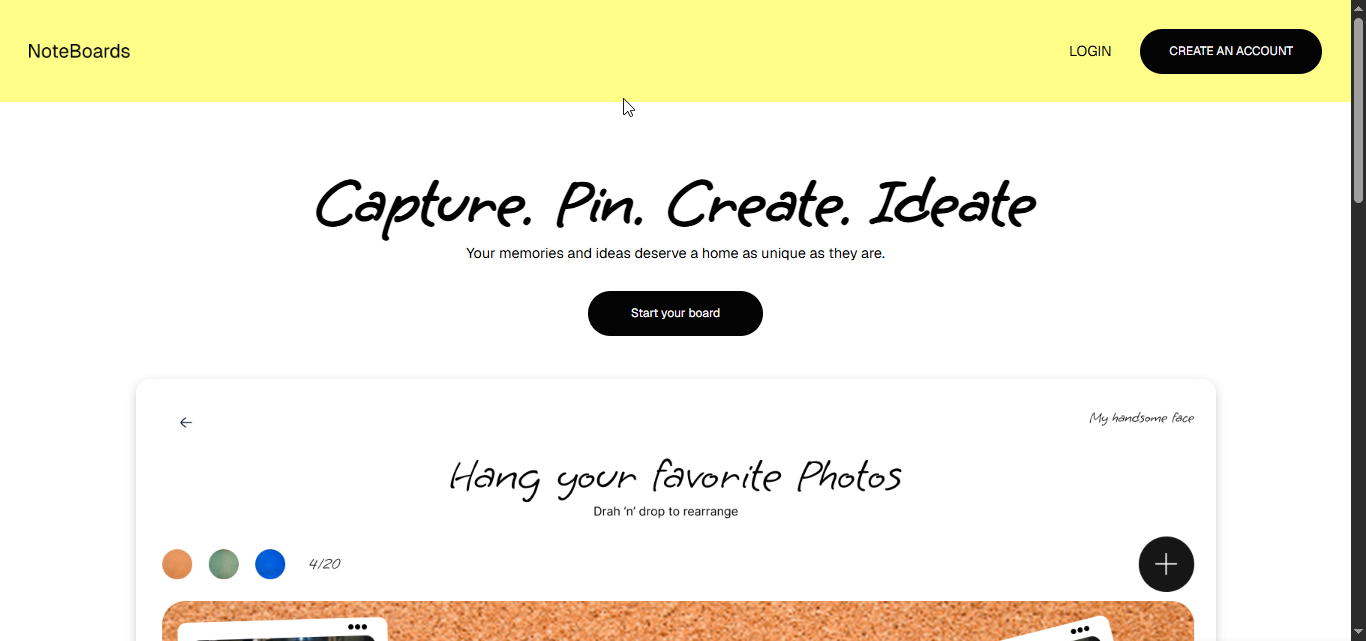 NoteBoards
LOGIN
CREATE AN ACCOUNT
Capture. Pin. Create. Ideate
Your memories and ideas deserve a home as unique as they are.
Start your board
My handsome face
Hang your favorite Photos
Drah ‘n’ drop to rearrange
4/20